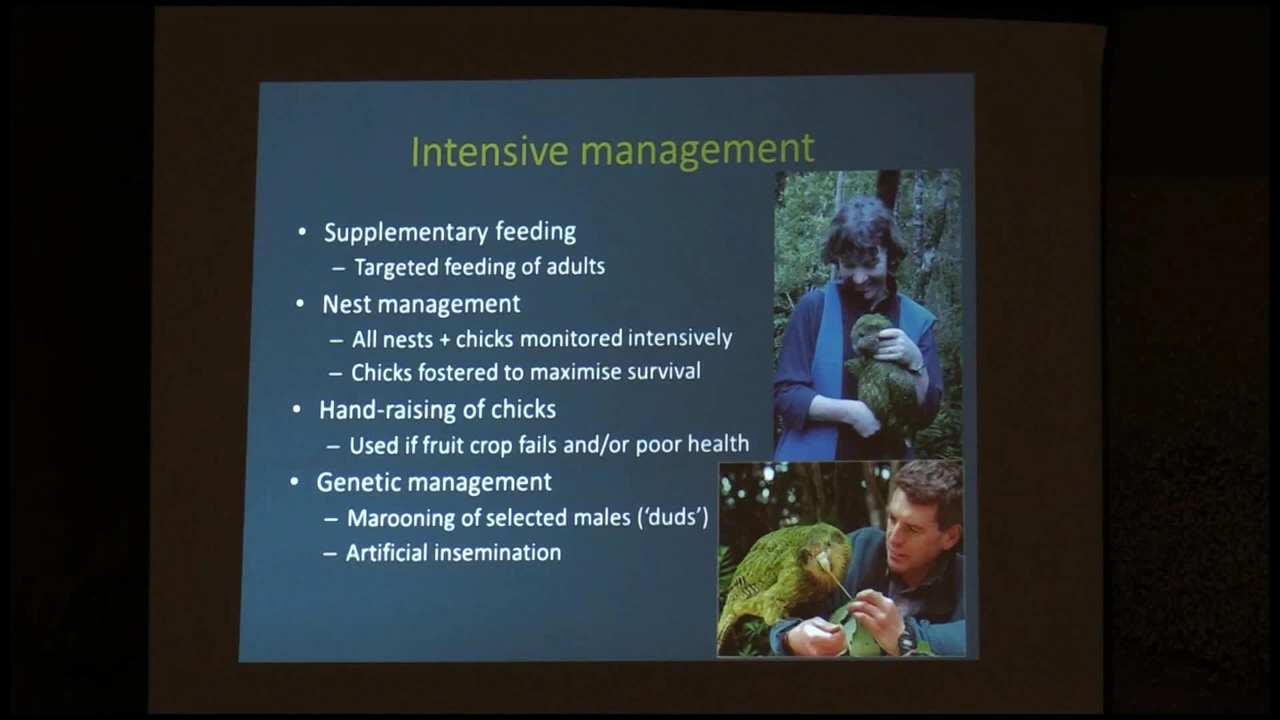 Intensive management
• Supplementary feeding
– Targeted feeding of adults
• Nest management
– All nests + chicks monitored intensively
– Chicks fostered to maximise survival
• Hand-raising of chicks
– Used if fruit crop fails and/or poor health
• Genetic management
– Marooning of selected males (‘duds’)
– Artificial insemination